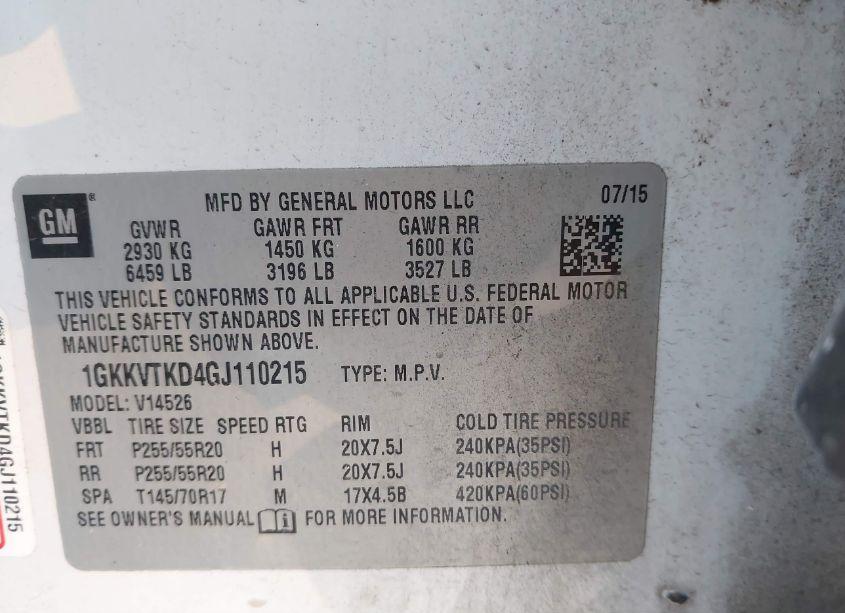 GM ®
MFD BY GENERAL MOTORS LLC 07/15
GVWR GAWR FRT GAWR RR
2930 KG 1450 KG 1600 KG
6459 LB 3196 LB 3527 LB
THIS VEHICLE CONFORMS TO ALL APPLICABLE U.S. FEDERAL MOTOR
VEHICLE SAFETY STANDARDS IN EFFECT ON THE DATE OF
MANUFACTURE SHOWN ABOVE.
1GKKVTKD4GJ110215 TYPE: M.P.V.
MODEL: V14526
VBBL TIRE SIZE SPEED RTG RIM COLD TIRE PRESSURE
FRT P255/55R20 H 20X7.5J 240KPA(35PSI)
RR P255/55R20 H 20X7.5J 240KPA(35PSI)
SPA T145/70R17 M 17X4.5B 420KPA(60PSI)
SEE OWNER'S MANUAL FOR MORE INFORMATION.
1GKKVTKD4GJ110215